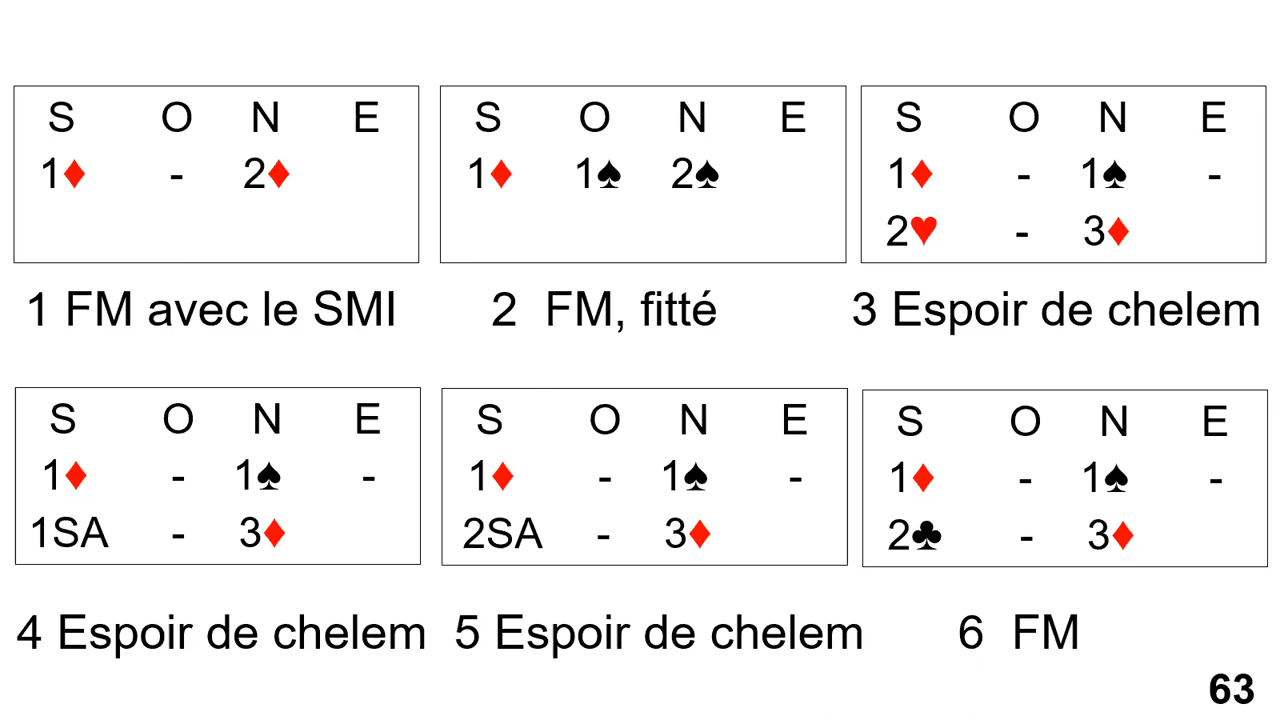 S O N E
1♦ - 2♦
1 FM avec le SMI
S O N E
1♦ 1♠ 2♠
2 FM, fitté
S O N E
1♦ - 1♠ -
2♥ - 3♦
3 Espoir de chelem
S O N E
1♦ - 1♠ -
1SA - 3♦
4 Espoir de chelem
S O N E
1♦ - 1♠ -
2SA - 3♦
5 Espoir de chelem
S O N E
1♦ - 1♠ -
2♣ - 3♦
6 FM
63